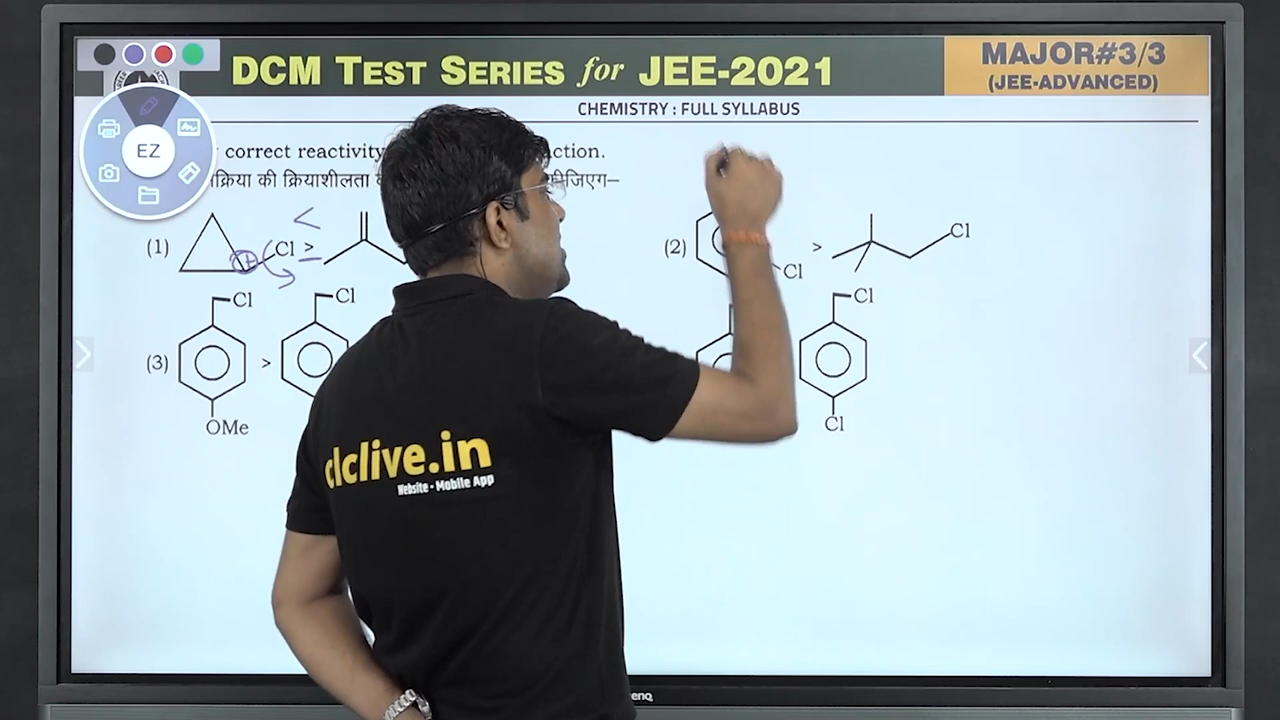 DCM TEST SERIES for JEE-2021
MAJOR#3/3
(JEE-ADVANCED)
CHEMISTRY : FULL SYLLABUS
EZ
correct reactivity
की क्रियाशीलता
(1)
Cl
<
>
(2)
Cl
>
Cl
(3)
Cl
OMe
>
Cl
Cl
Cl
clclive.in
Website - Mobile App